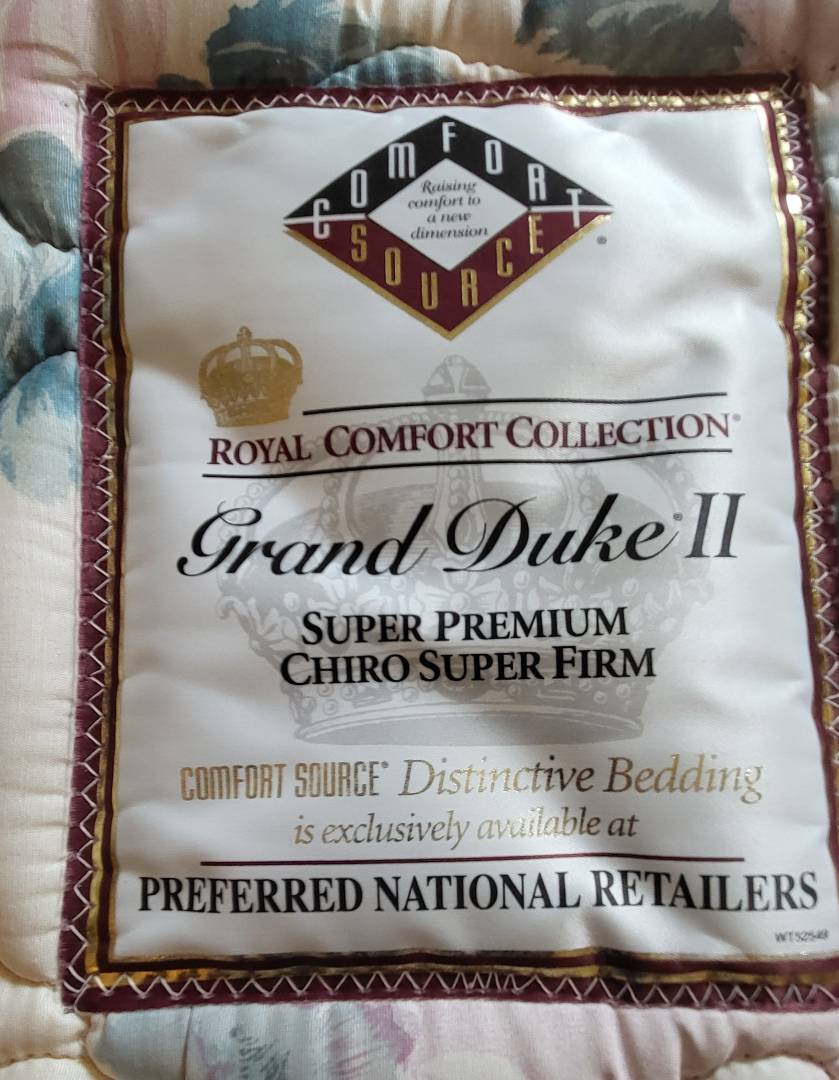 COMFORT
Raising
comfort to
a new
dimension
SOURCE®
ROYAL COMFORT COLLECTION®
Grand Duke® II
SUPER PREMIUM
CHIRO SUPER FIRM
COMFORT SOURCE® Distinctive Bedding
is exclusively available at
PREFERRED NATIONAL RETAILERS
WT52549